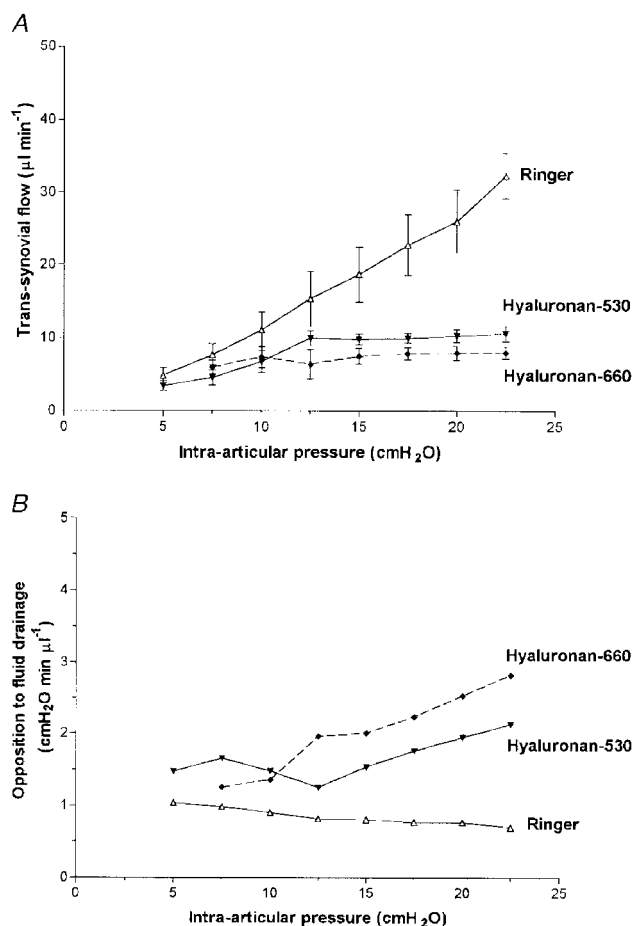 A
50
40
30
20
10
0
Trans-synovial flow (µl min⁻¹)
Ringer
Hyaluronan-530
Hyaluronan-660
0 5 10 15 20 25
Intra-articular pressure (cmH₂O)
B
5
4
3
2
1
0
Opposition to fluid drainage
(cmH₂O min µl⁻¹)
Hyaluronan-660
Hyaluronan-530
Ringer
0 5 10 15 20 25
Intra-articular pressure (cmH₂O)